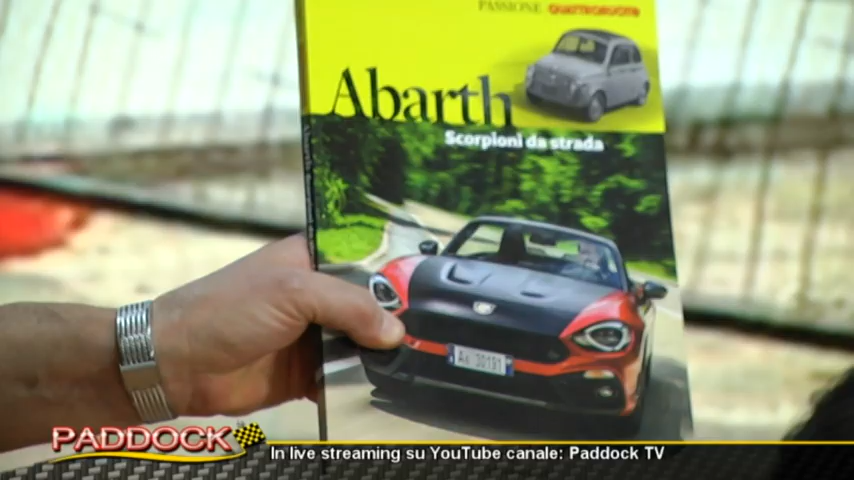 PASSIONE QUATTRORUOTE
Abarth
Scorpioni da strada
PADDOCK
In live streaming su YouTube canale: Paddock TV